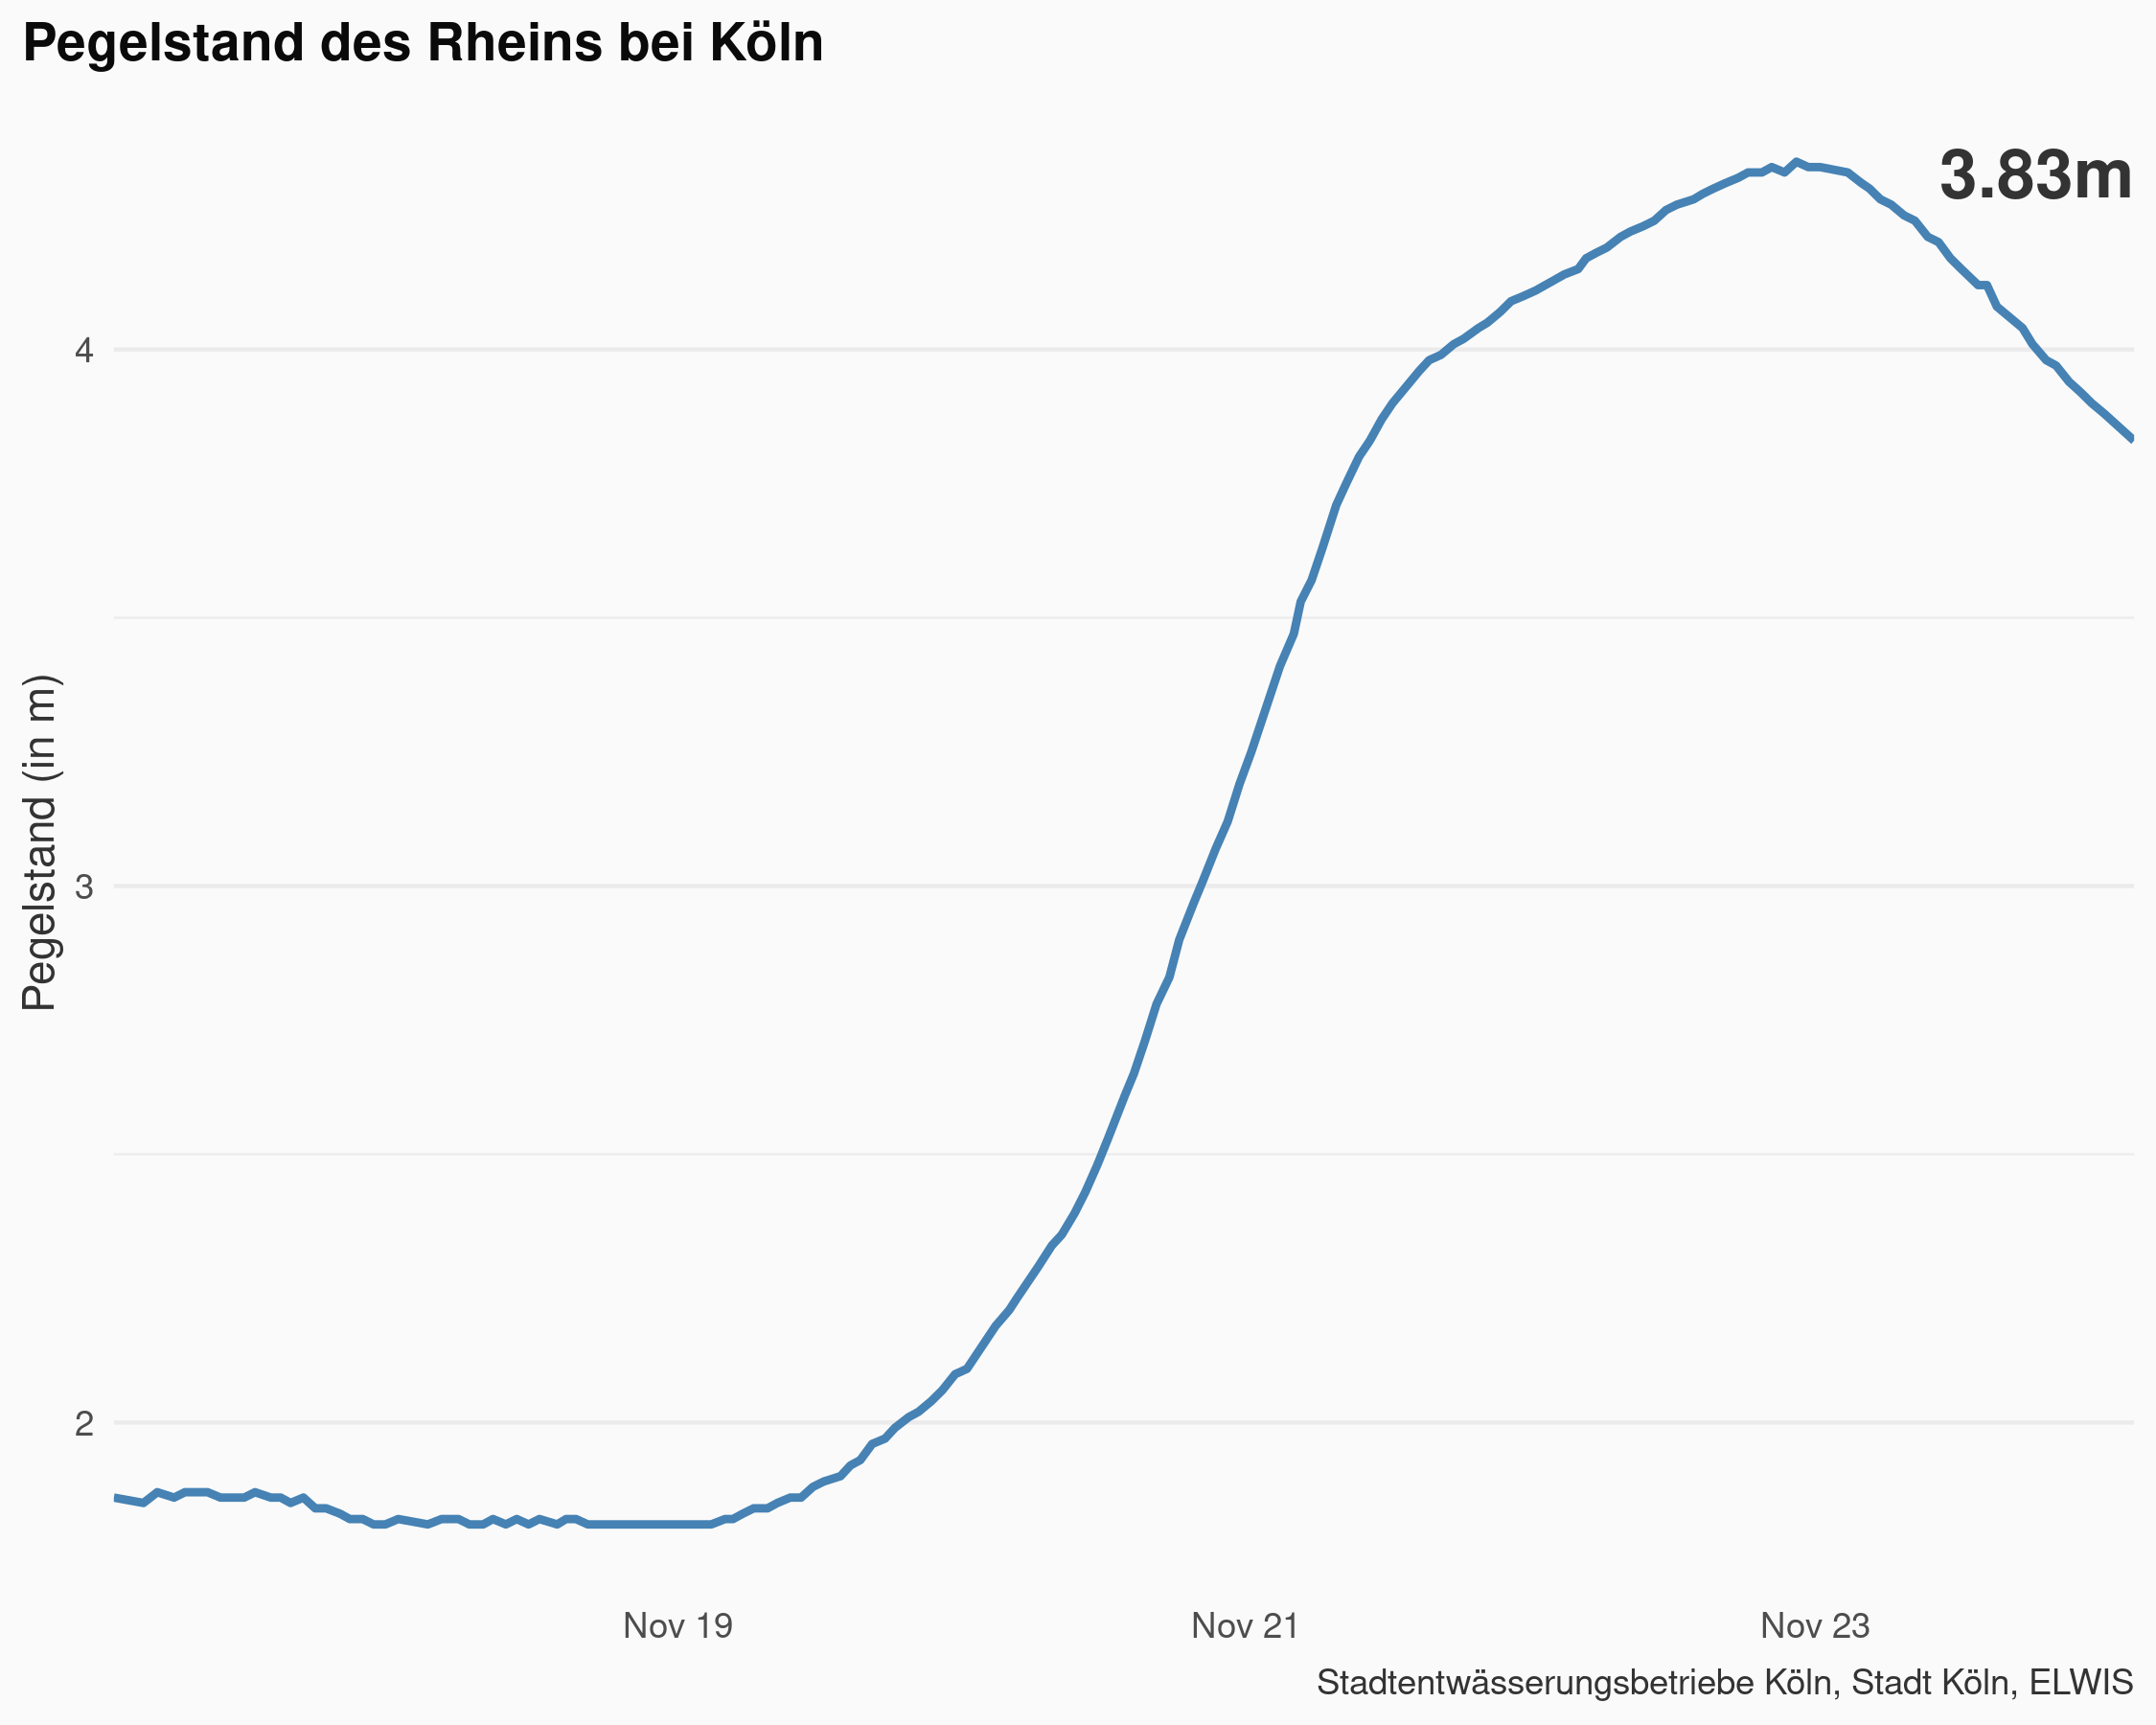 Pegelstand des Rheins bei Köln
3.83m
Pegelstand (in m)
4
3
2
Nov 19 Nov 21 Nov 23
Stadtentwässerungsbetriebe Köln, Stadt Köln, ELWIS